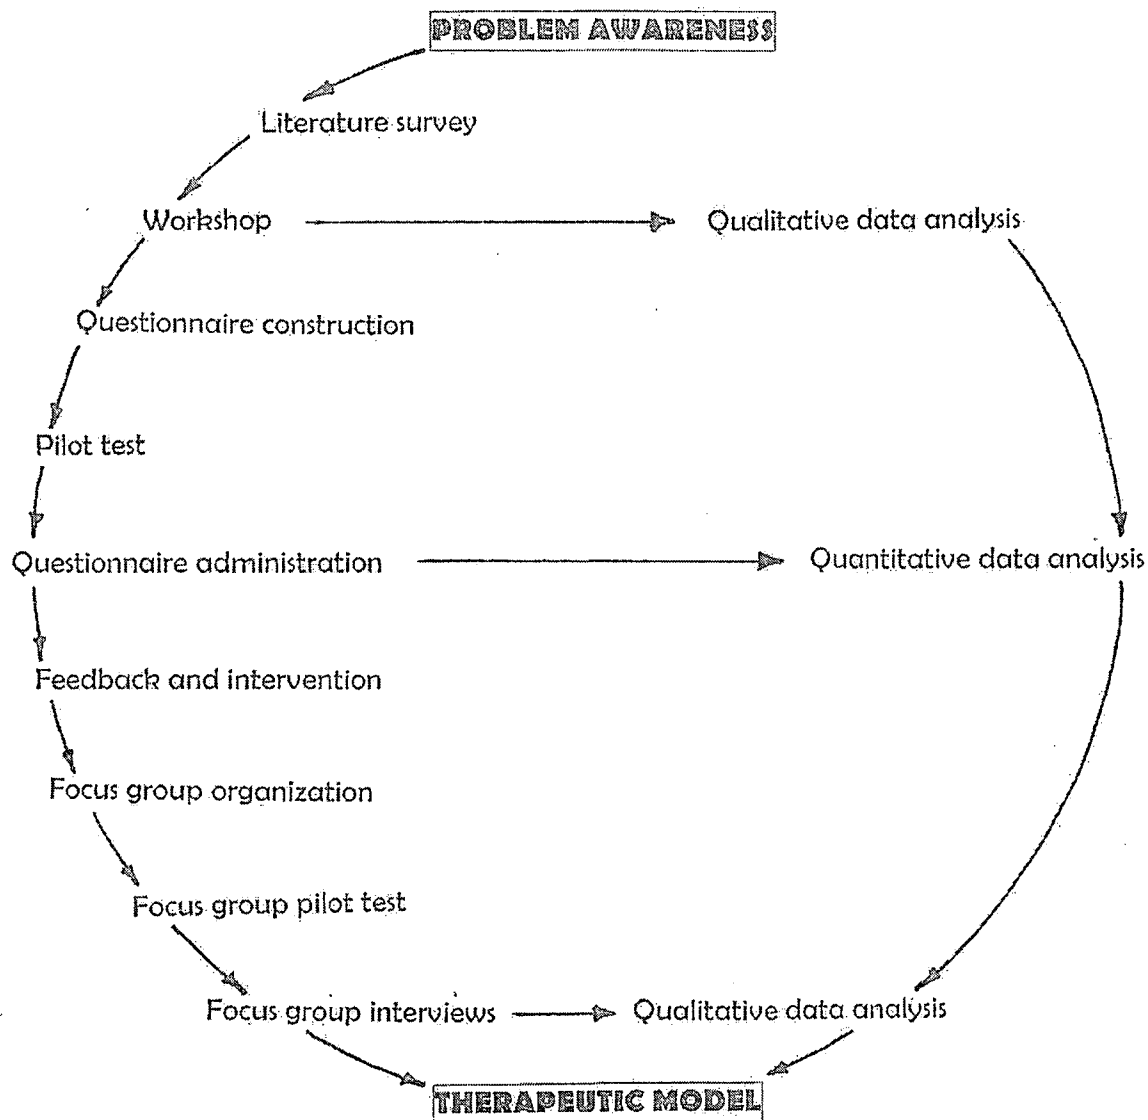 PROBLEM AWARENESS
Literature survey
Workshop
Qualitative data analysis
Questionnaire construction
Pilot test
Questionnaire administration
Quantitative data analysis
Feedback and intervention
Focus group organization
Focus group pilot test
Focus group interviews
Qualitative data analysis
THERAPEUTIC MODEL